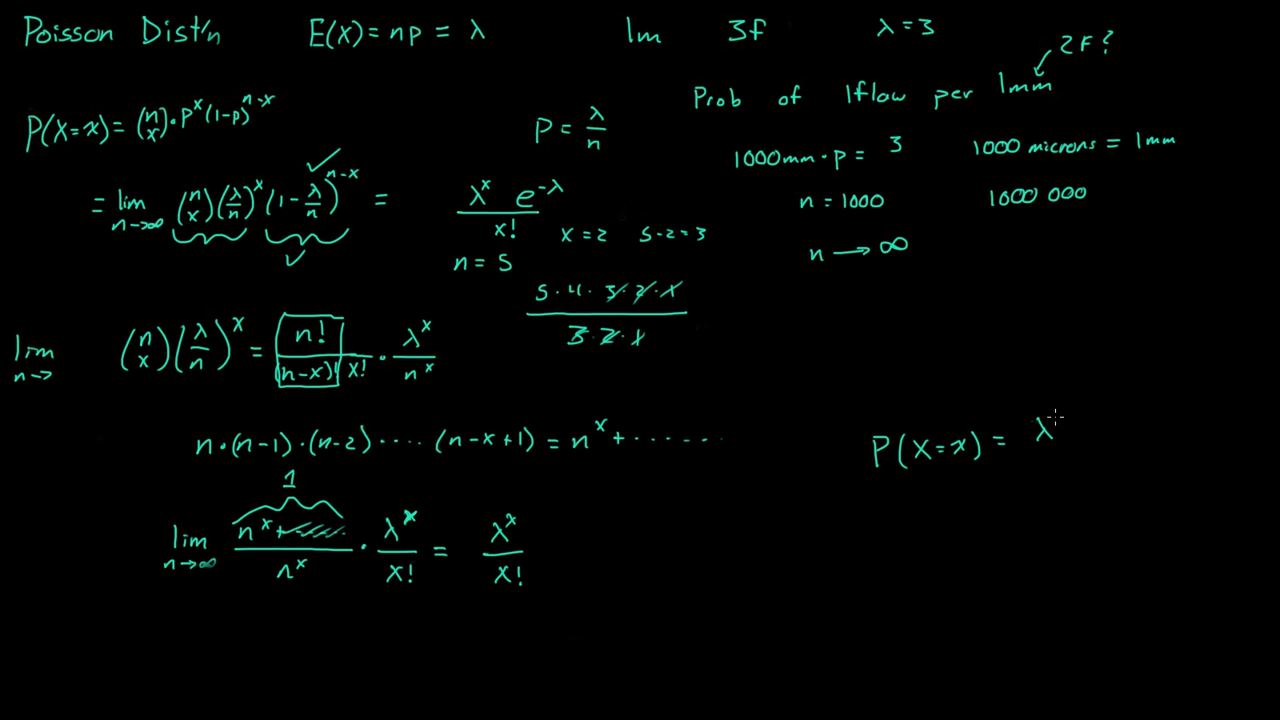 Poisson Dist'n E(X) = np = λ 1m 3f λ = 3
2F?
Prob of 1flow per 1mm
P(X=x) = (n x) · p^x (1-p)^n-x P = λ/n
1000mm · p = 3 1000 microns = 1mm
= lim n→∞ (n x)(λ/n)^x (1 - λ/n)^n-x = λ^x e^-λ / x!
n = 1000 1000 000
x = 2 5-2=3
n → ∞
n = 5
5 · 4 · 3 · 2 · 1 / 3 · 2 · 1
lim n→ (n x)(λ/n)^x = n! / (n-x)! x! · λ^x / n^x
n · (n-1) · (n-2) · · · · (n-x+1) = n^x + · · · · · ·
P(X=x) = λ
1
lim n→∞ n^x + / n^x · λ^x / x! = λ^x / x!